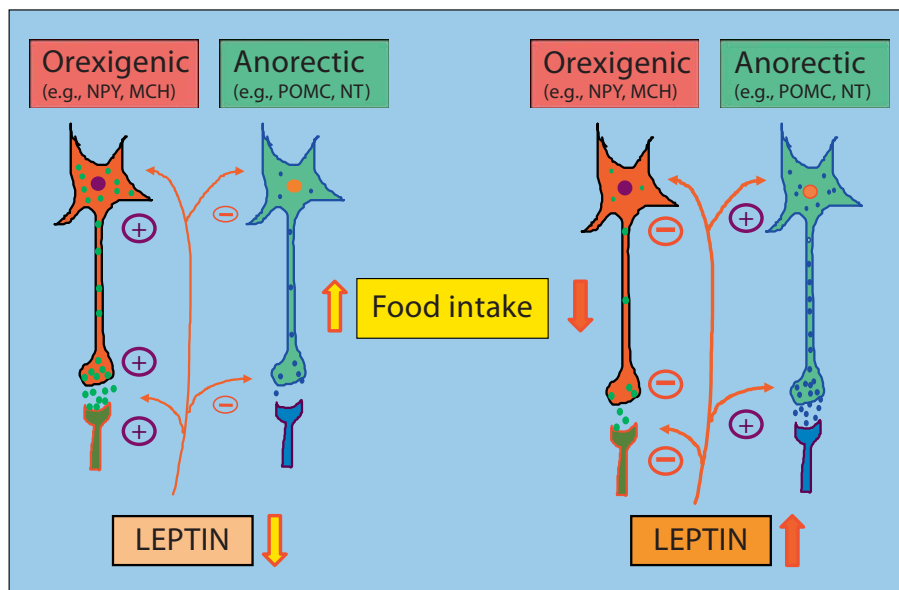 Orexigenic
(e.g., NPY, MCH)
Anorectic
(e.g., POMC, NT)
Orexigenic
(e.g., NPY, MCH)
Anorectic
(e.g., POMC, NT)
+
−
−
+
Food intake
+
−
+
−
+
−
+
−
LEPTIN
LEPTIN